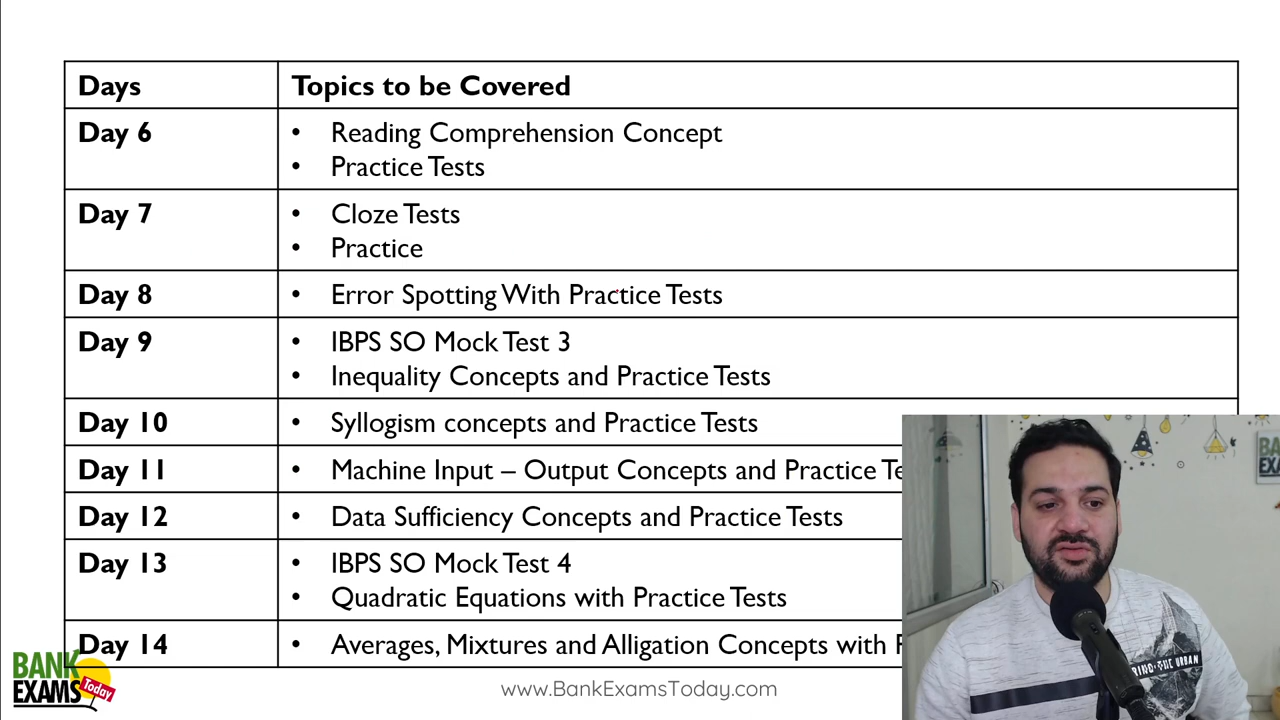 Days
Topics to be Covered
Day 6
• Reading Comprehension Concept
• Practice Tests
Day 7
• Cloze Tests
• Practice
Day 8
• Error Spotting With Practice Tests
Day 9
• IBPS SO Mock Test 3
• Inequality Concepts and Practice Tests
Day 10
• Syllogism concepts and Practice Tests
Day 11
• Machine Input – Output Concepts and Practice
Day 12
• Data Sufficiency Concepts and Practice Tests
Day 13
• IBPS SO Mock Test 4
• Quadratic Equations with Practice Tests
Day 14
• Averages, Mixtures and Alligation Concepts with
BANK
EXAMS
Today
www.BankExamsToday.com
URBAN